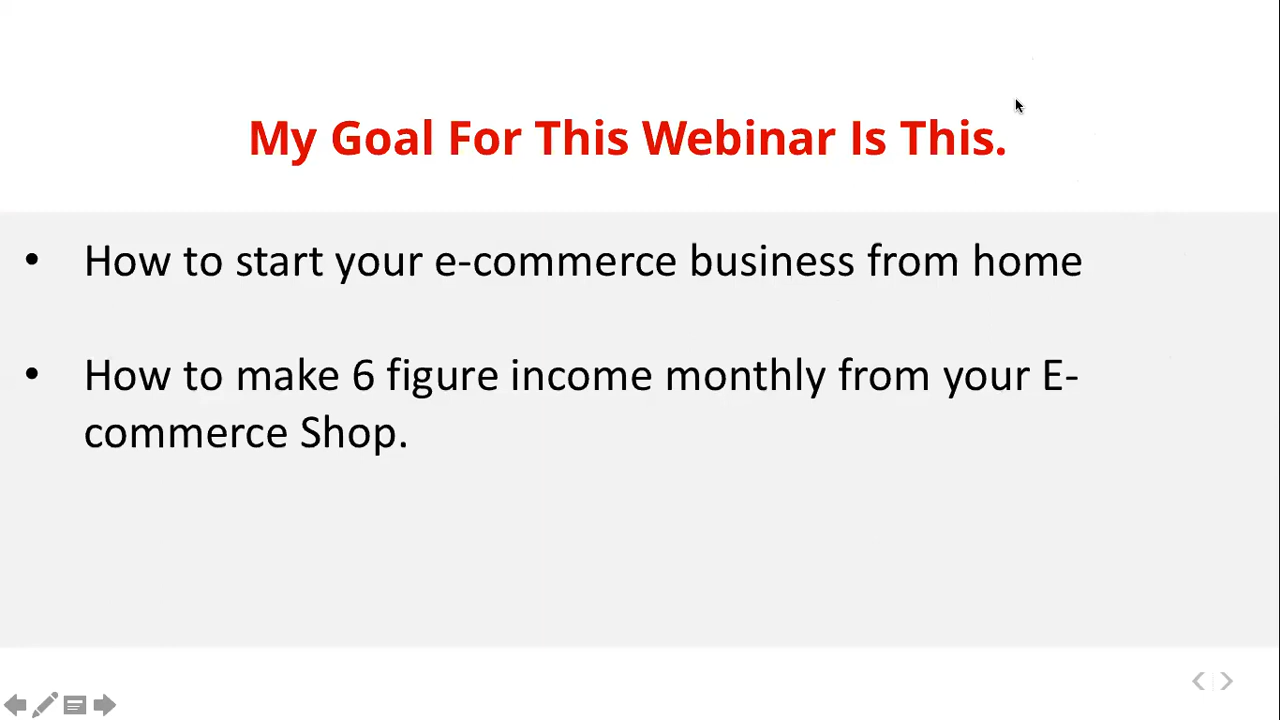 My Goal For This Webinar Is This.
• How to start your e-commerce business from home
• How to make 6 figure income monthly from your E-
commerce Shop.